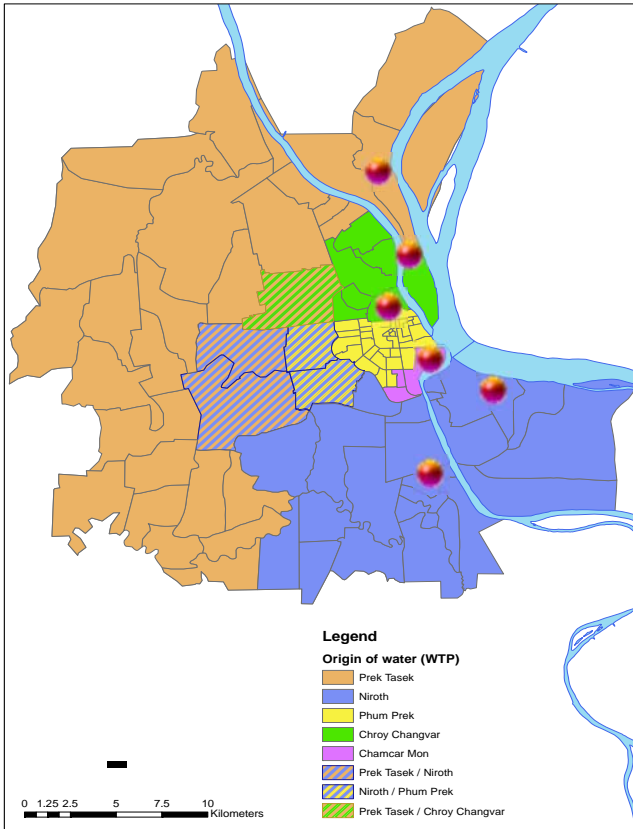 Legend
Origin of water (WTP)
Prek Tasek
Niroth
Phum Prek
Chroy Changvar
Chamcar Mon
Prek Tasek / Niroth
Niroth / Phum Prek
Prek Tasek / Chroy Changvar
0 1.25 2.5 5 7.5 10
Kilometers